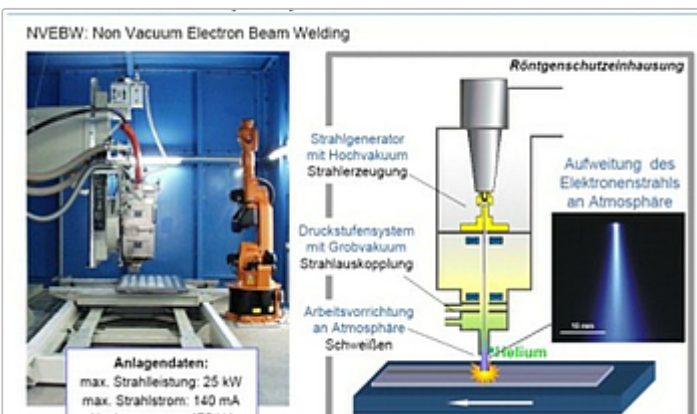 NVEBW: Non Vacuum Electron Beam Welding
Röntgenschutzeinhausung
Strahlgenerator
mit Hochvakuum
Strahlerzeugung
Aufweitung des
Elektronenstrahls
an Atmosphäre
Druckstufensystem
mit Grobvakuum
Strahlauskopplung
10 mm
Arbeitsvorrichtung
an Atmosphäre
Schweißen
Helium
Anlagendaten:
max. Strahlleistung: 25 kW
max. Strahlstrom: 140 mA